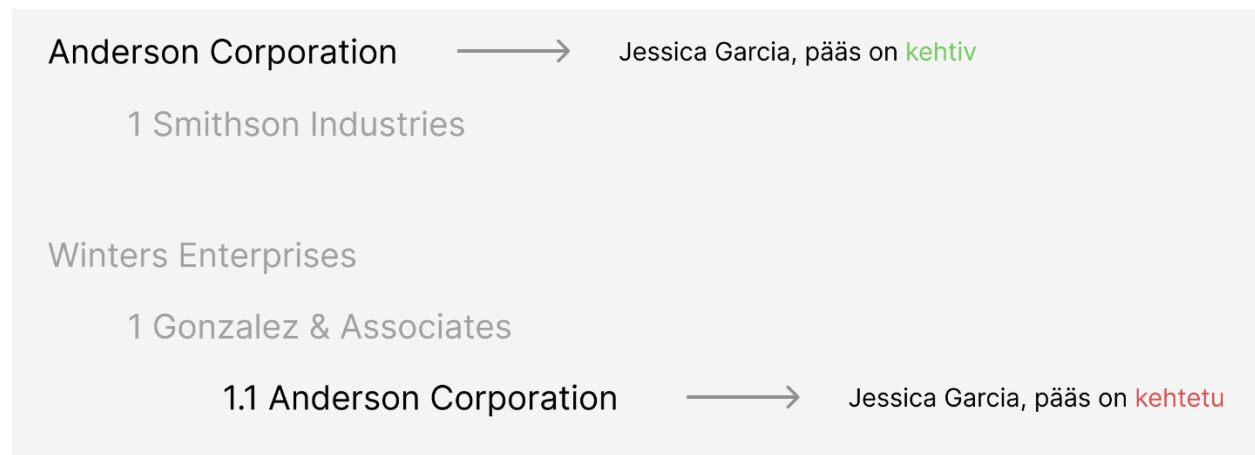 Anderson Corporation → Jessica Garcia, pääs on kehtiv
1 Smithson Industries
Winters Enterprises
1 Gonzalez & Associates
1.1 Anderson Corporation → Jessica Garcia, pääs on kehtetu